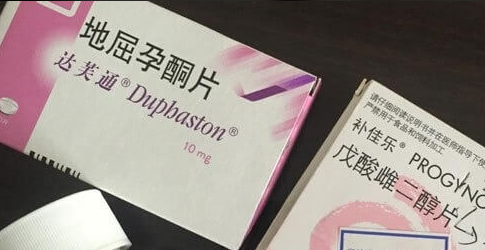 地屈孕酮片
达芙通® Duphaston®
10 mg
请仔细阅读说明书并在医师指导下使
严禁用于食品和饲料加工
补佳乐® PROGYNO
戊酸雌二醇片